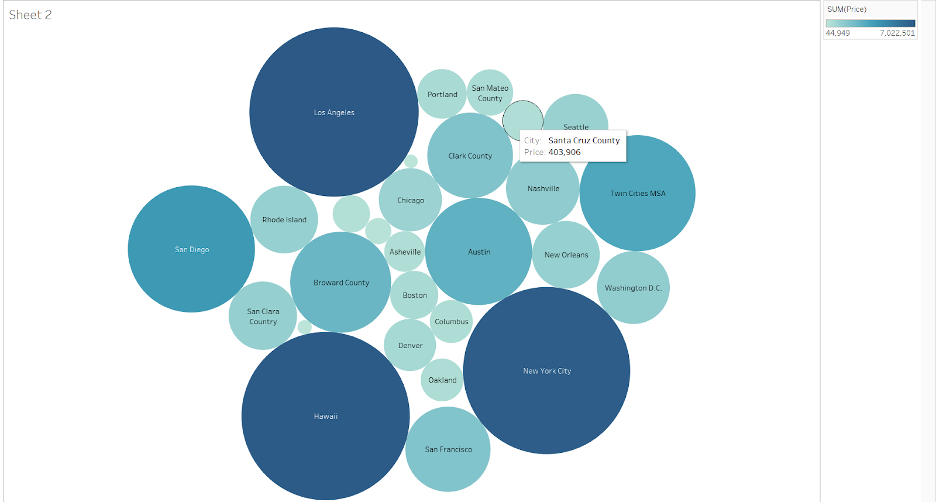 Sheet 2
SUM(Price)
44,949 7,022,501
Los Angeles
Portland
San Mateo
County
Seattle
City: Santa Cruz County
Price: 403,906
Clark County
Nashville
Twin Cities MSA
Chicago
Rhode Island
San Diego
Asheville
Austin
New Orleans
Broward County
Boston
Washington D.C.
San Clara
Country
Columbus
Denver
New York City
Oakland
Hawaii
San Francisco